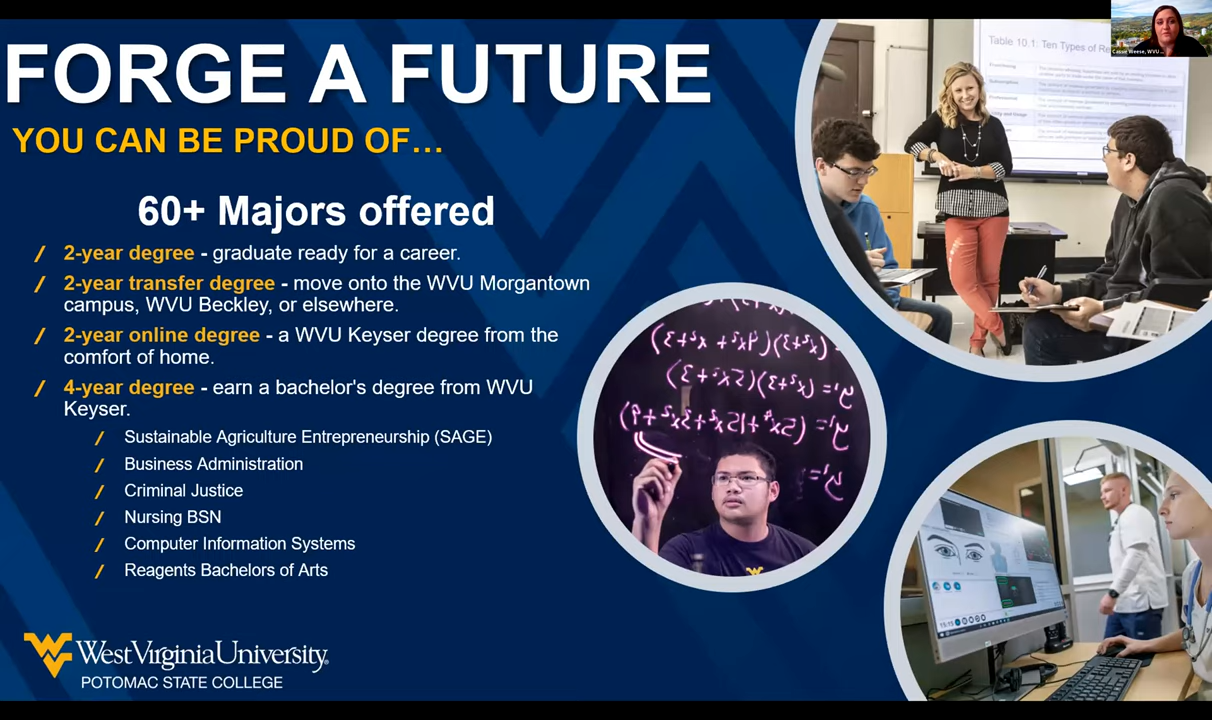 FORGE A FUTURE
YOU CAN BE PROUD OF...
60+ Majors offered
/ 2-year degree - graduate ready for a career.
/ 2-year transfer degree - move onto the WVU Morgantown
campus, WVU Beckley, or elsewhere.
/ 2-year online degree - a WVU Keyser degree from the
comfort of home.
/ 4-year degree - earn a bachelor's degree from WVU
Keyser.
/ Sustainable Agriculture Entrepreneurship (SAGE)
/ Business Administration
/ Criminal Justice
/ Nursing BSN
/ Computer Information Systems
/ Reagents Bachelors of Arts
WV WestVirginiaUniversity.
POTOMAC STATE COLLEGE
Cassie Weese, WVU...
Table 10.1: Ten Types of